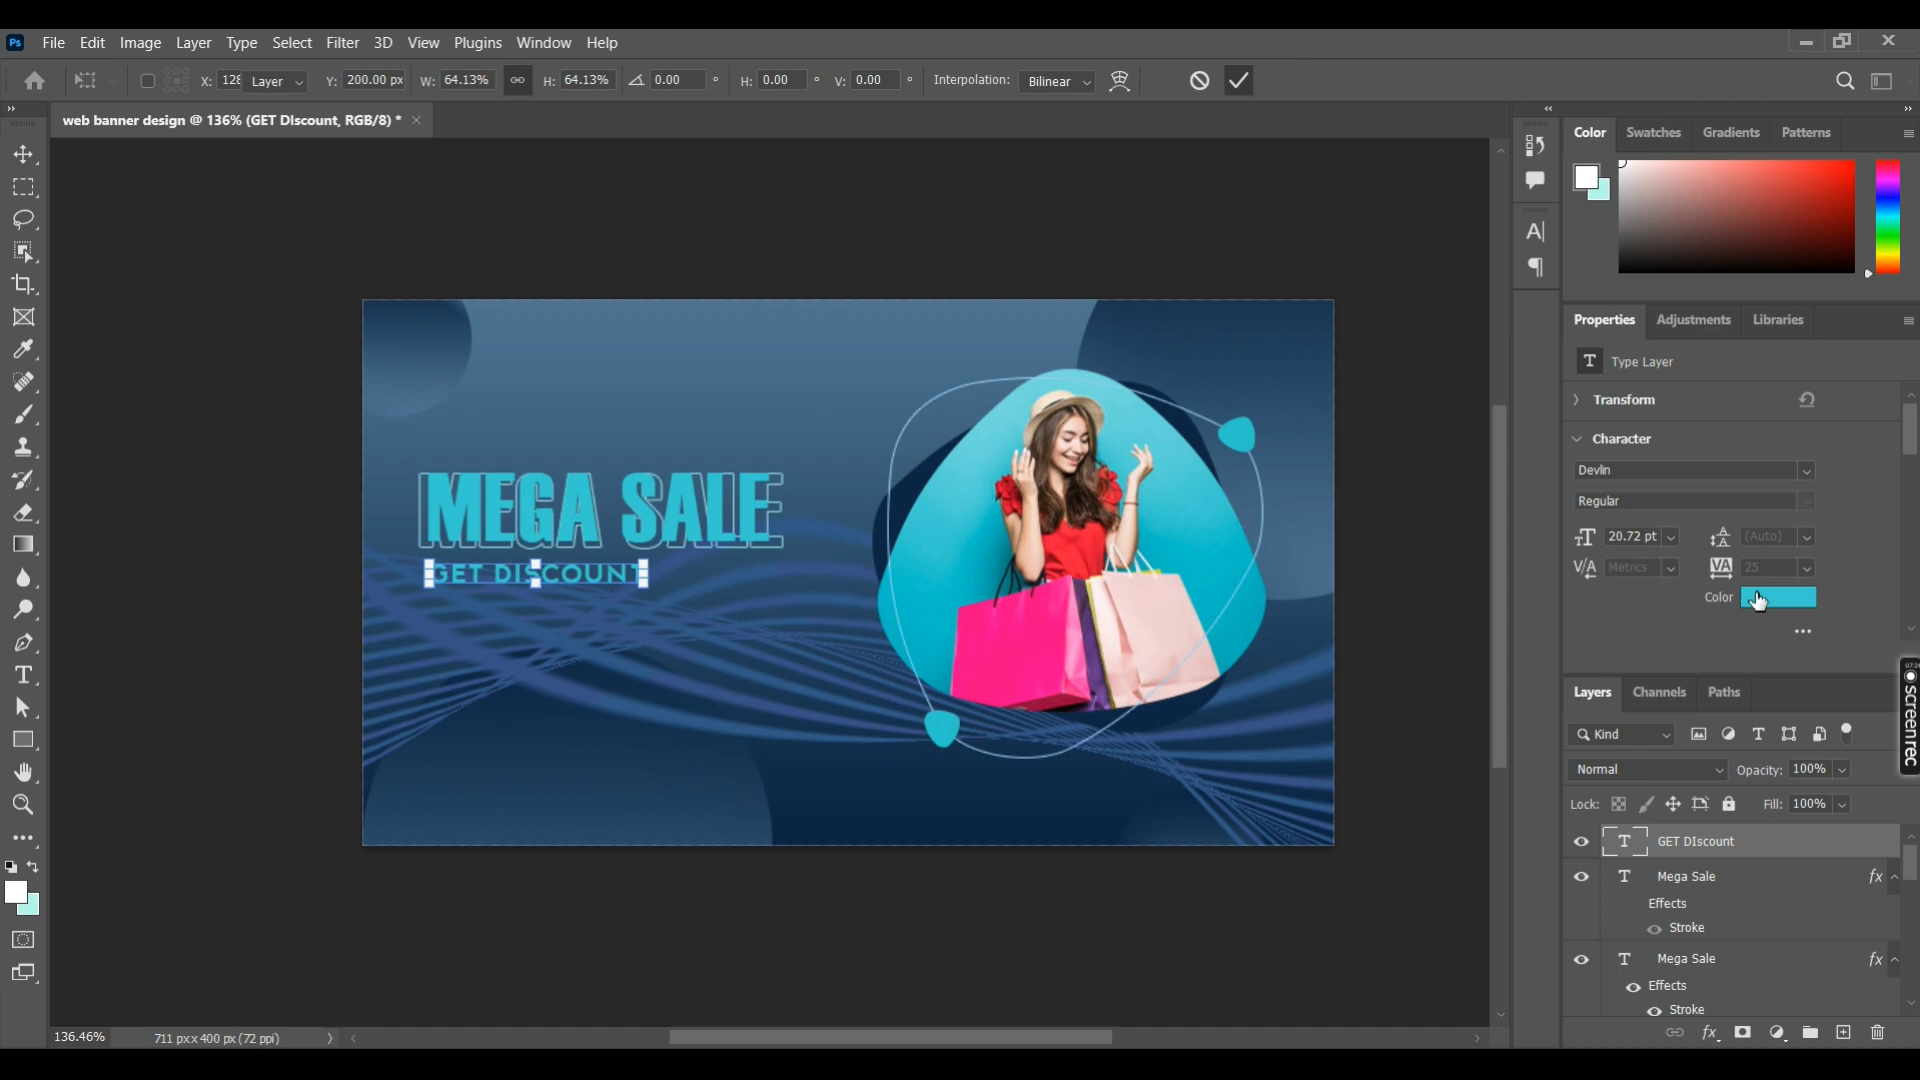 Ps File Edit Image Layer Type Select Filter 3D View Plugins Window Help
X: 128 Layer Y: 200.00 px W: 64.13% H: 64.13% 0.00 ° H: 0.00 ° V: 0.00 ° Interpolation: Bilinear
web banner design @ 136% (GET DIscount, RGB/8) *
Color Swatches Gradients Patterns
Properties Adjustments Libraries
T Type Layer
Transform
Character
Devlin
Regular
20.72 pt (Auto)
Metrics 25
Color
MEGA SALE
GET DISCOUNT
Layers Channels Paths
Kind
Normal Opacity: 100%
Lock: Fill: 100%
T GET DIscount
T Mega Sale fx
Effects
Stroke
T Mega Sale fx
Effects
Stroke
screenrec
136.46% 711 px x 400 px (72 ppi)